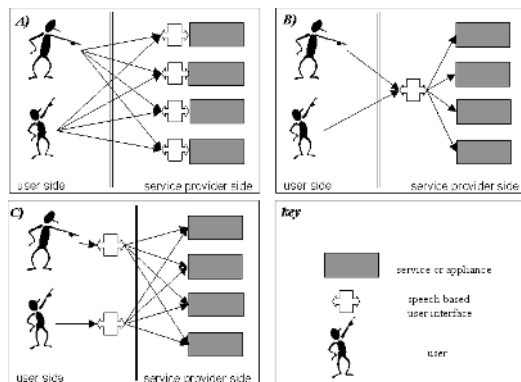 A)
user side service provider side
B)
user side service provider side
C)
user side service provider side
key
service or appliance
speech based
user interface
user